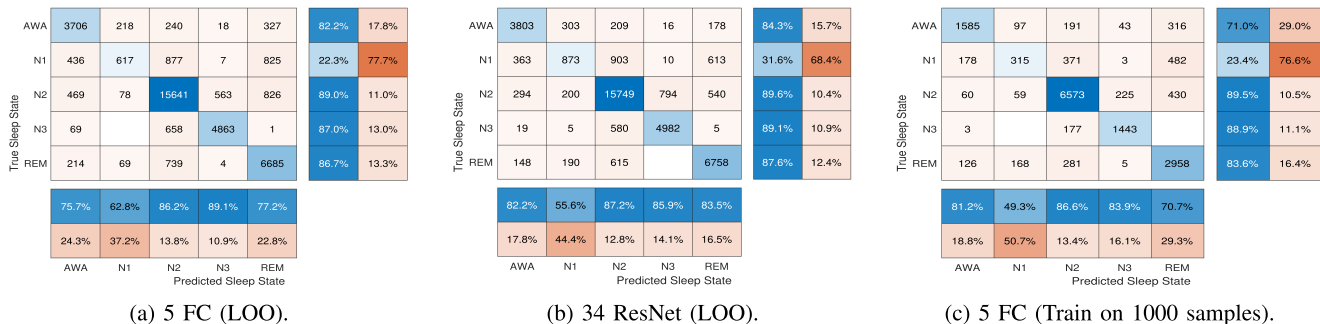 AWA 3706 218 240 18 327 82.2% 17.8%
N1 436 617 877 7 825 22.3% 77.7%
N2 469 78 15641 563 826 89.0% 11.0%
N3 69 658 4863 1 87.0% 13.0%
REM 214 69 739 4 6685 86.7% 13.3%
True Sleep State
75.7% 62.8% 86.2% 89.1% 77.2%
24.3% 37.2% 13.8% 10.9% 22.8%
AWA N1 N2 N3 REM
Predicted Sleep State
(a) 5 FC (LOO).
AWA 3803 303 209 16 178 84.3% 15.7%
N1 363 873 903 10 613 31.6% 68.4%
N2 294 200 15749 794 540 89.6% 10.4%
N3 19 5 580 4982 5 89.1% 10.9%
REM 148 190 615 6758 87.6% 12.4%
True Sleep State
82.2% 55.6% 87.2% 85.9% 83.5%
17.8% 44.4% 12.8% 14.1% 16.5%
AWA N1 N2 N3 REM
Predicted Sleep State
(b) 34 ResNet (LOO).
AWA 1585 97 191 43 316 71.0% 29.0%
N1 178 315 371 3 482 23.4% 76.6%
N2 60 59 6573 225 430 89.5% 10.5%
N3 3 177 1443 88.9% 11.1%
REM 126 168 281 5 2958 83.6% 16.4%
True Sleep State
81.2% 49.3% 86.6% 83.9% 70.7%
18.8% 50.7% 13.4% 16.1% 29.3%
AWA N1 N2 N3 REM
Predicted Sleep State
(c) 5 FC (Train on 1000 samples).